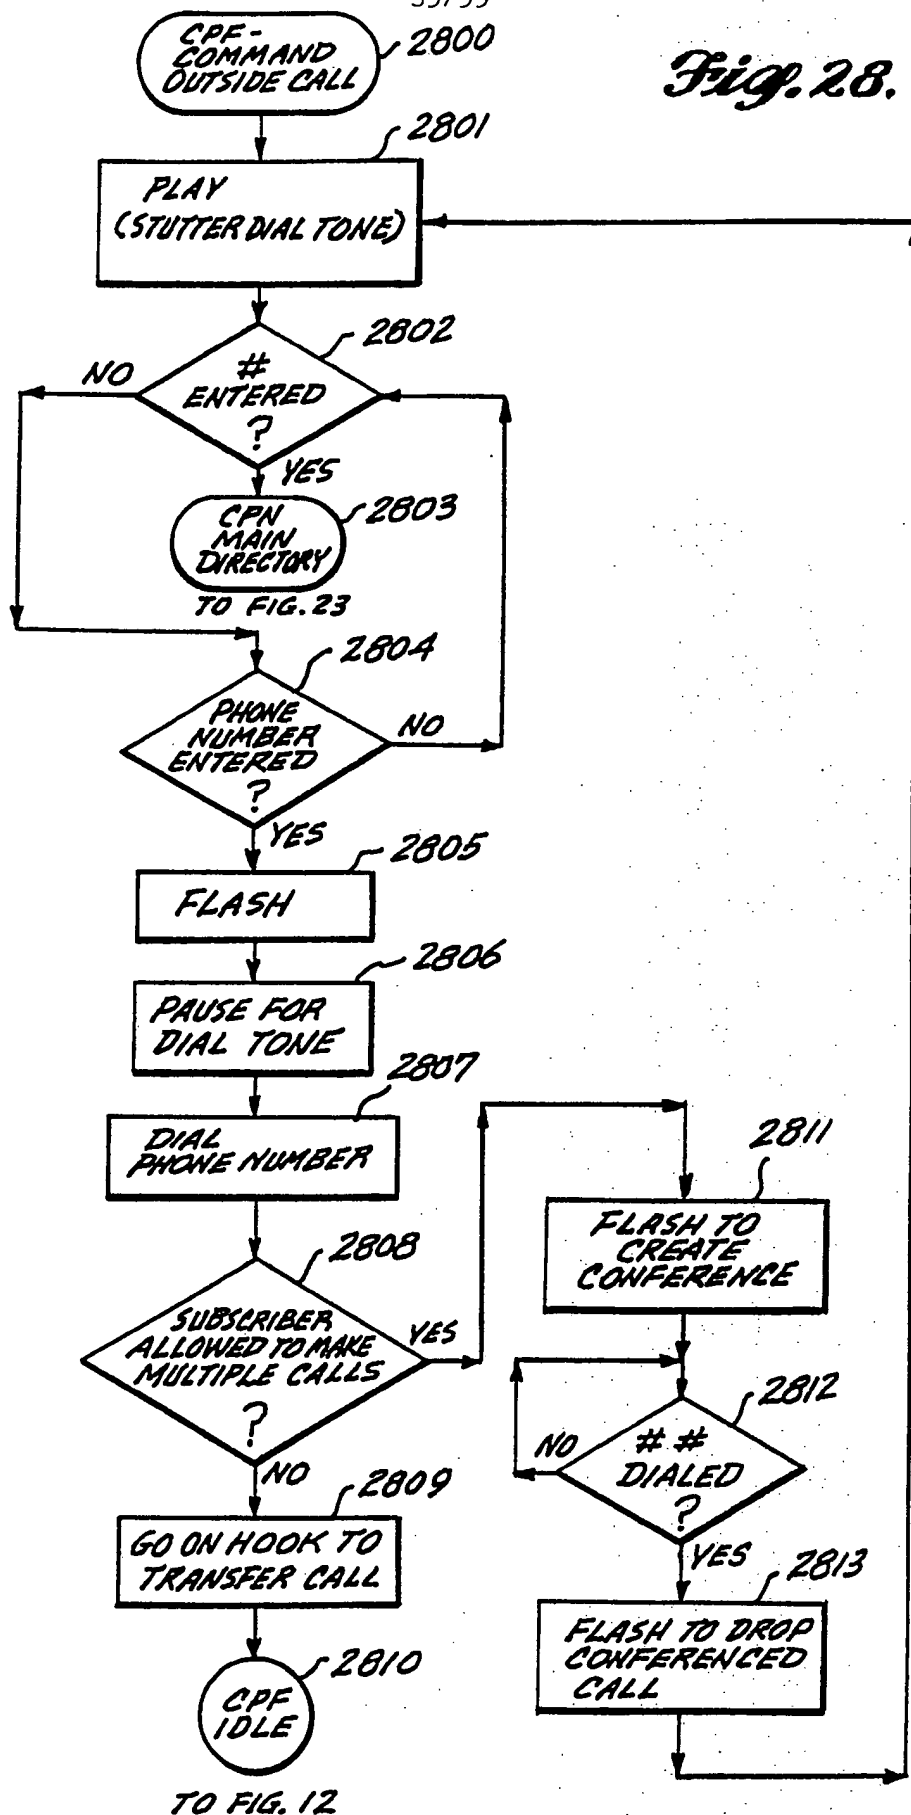 CPF-
COMMAND
OUTSIDE CALL
2800
Fig. 28.
2801
PLAY
(STUTTER DIAL TONE)
2802
#
ENTERED
?
NO
YES
2803
CPN
MAIN
DIRECTORY
TO FIG. 23
2804
PHONE
NUMBER
ENTERED
?
NO
YES
2805
FLASH
2806
PAUSE FOR
DIAL TONE
2807
DIAL
PHONE NUMBER
2808
SUBSCRIBER
ALLOWED TO MAKE
MULTIPLE CALLS
?
YES
NO
2809
GO ON HOOK TO
TRANSFER CALL
2810
CPF
IDLE
TO FIG. 12
2811
FLASH TO
CREATE
CONFERENCE
2812
# #
DIALED
?
NO
YES
2813
FLASH TO DROP
CONFERENCED
CALL